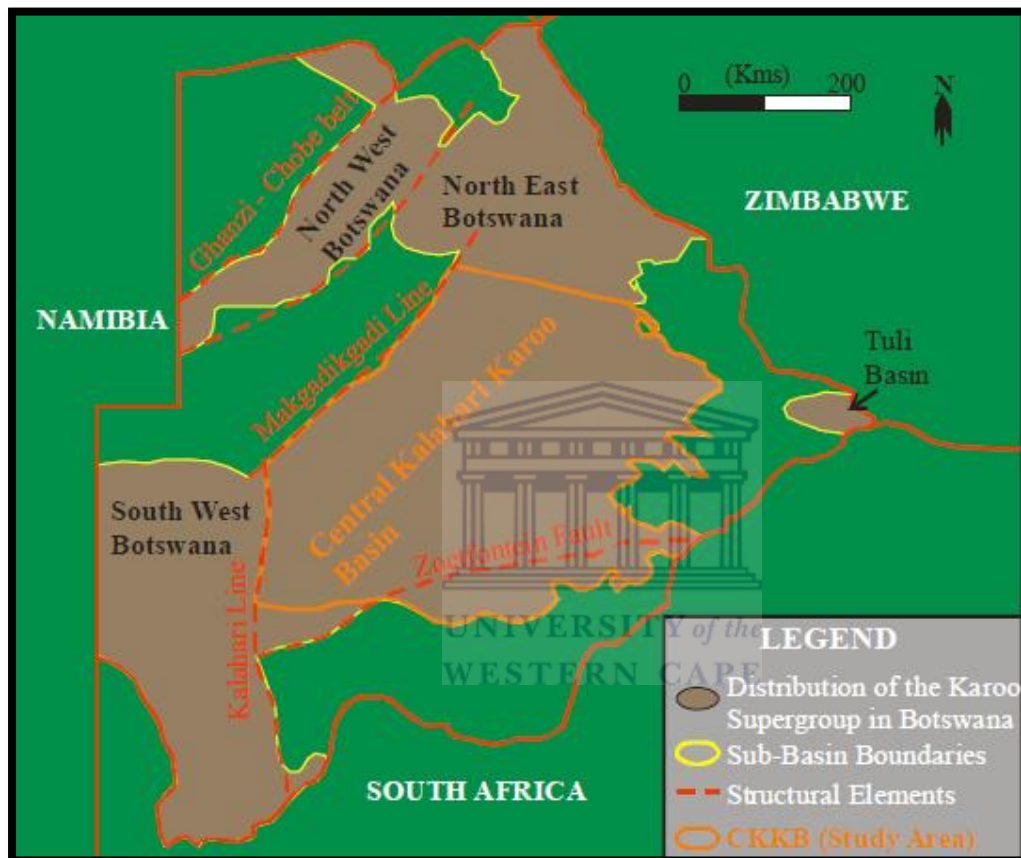 0 (Kms) 200
N
Ghanzi - Chobe belt
North West
Botswana
North East
Botswana
ZIMBABWE
NAMIBIA
Makgadikgadi Line
Tuli
Basin
Central Kalahari Karoo
Basin
South West
Botswana
Zoetfontein Fault
Kalahari Line
UNIVERSITY of the
WESTERN CAPE
SOUTH AFRICA
LEGEND
Distribution of the Karoo
Supergroup in Botswana
Sub-Basin Boundaries
Structural Elements
CKKB (Study Area)